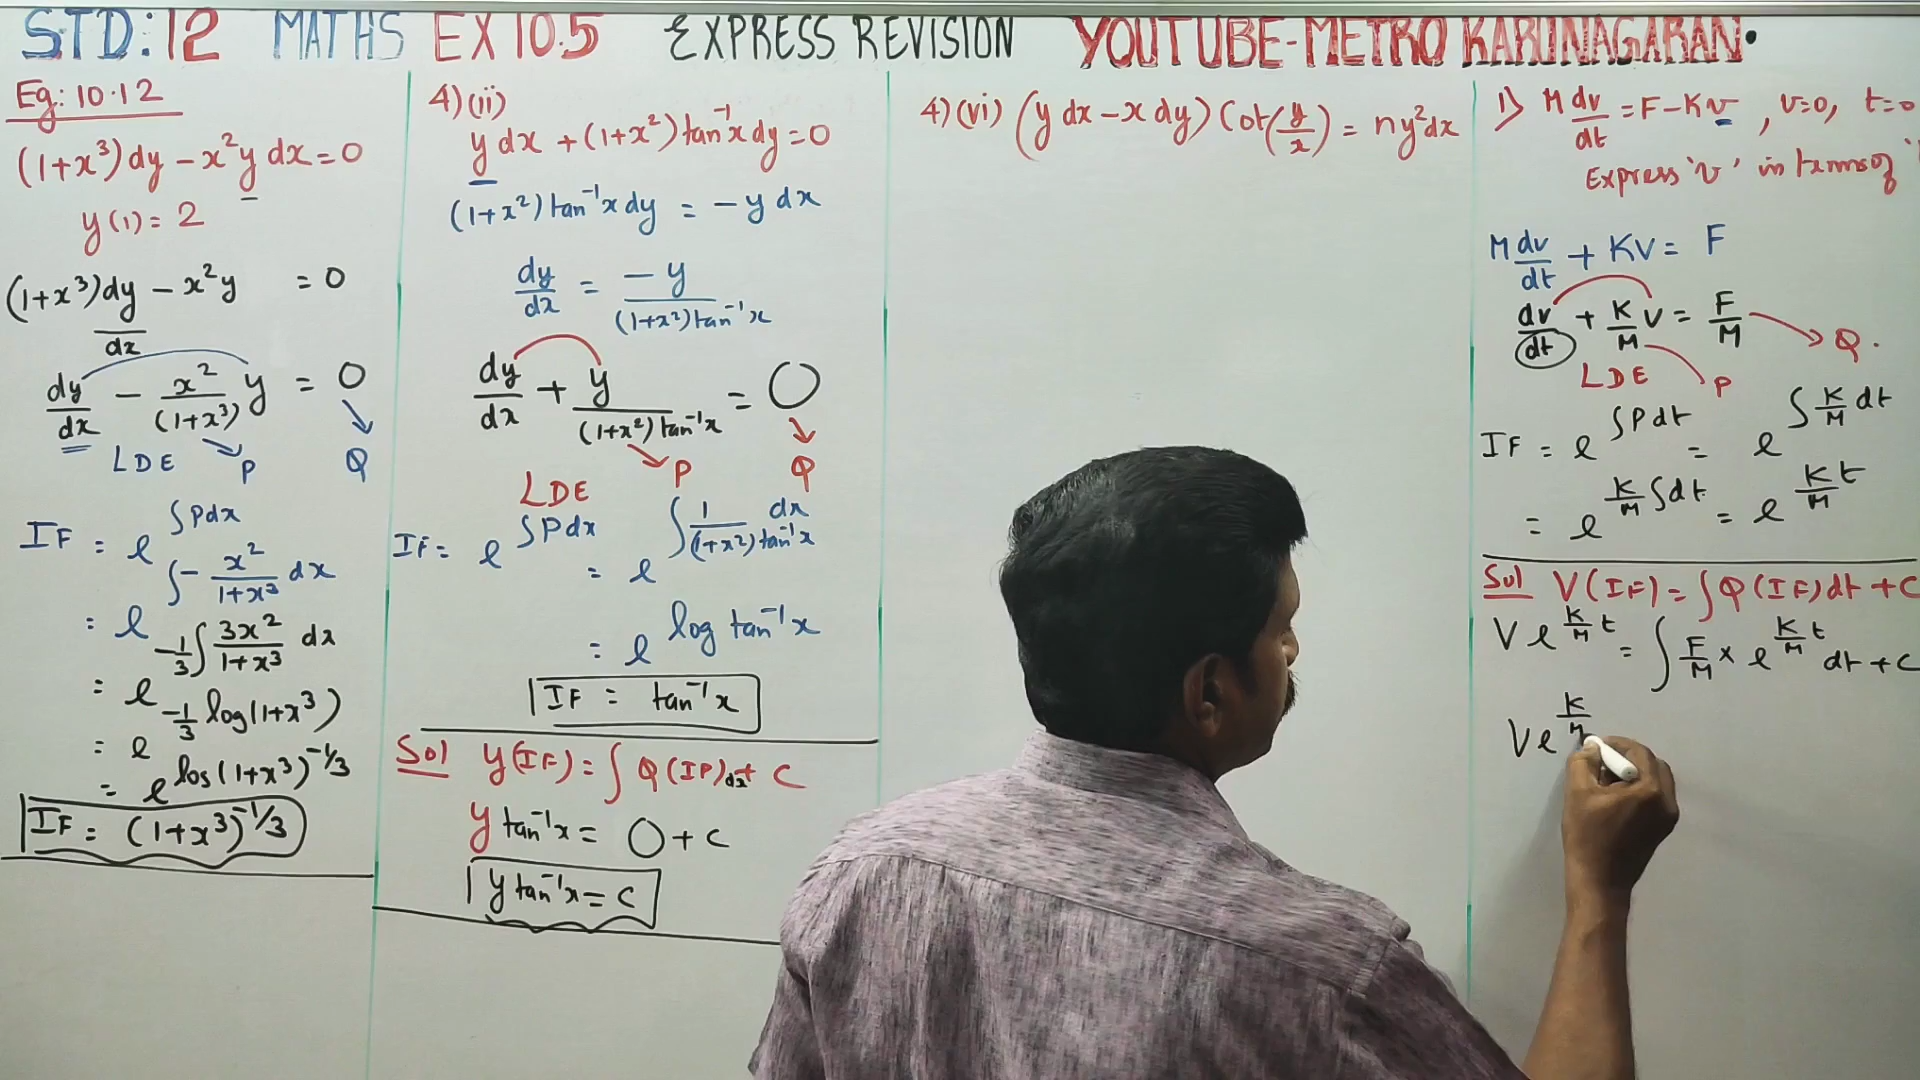 STD:12 MATHS EX 10.5 EXPRESS REVISION YOUTUBE-METRO KARUNAGARAN.
Eg: 10.12
(1+x³)dy − x²y dx = 0
y(1) = 2
(1+x³)dy/dx − x²y = 0
dy/dx − x²/(1+x³) y = 0
LDE P Q
IF = e^∫Pdx
= e^∫−x²/(1+x³) dx
= e^−1/3∫3x²/(1+x³) dx
= e^−1/3 log(1+x³)
= e^log(1+x³)^−1/3
IF = (1+x³)^−1/3
4)(ii)
y dx + (1+x²) tan⁻¹x dy = 0
(1+x²) tan⁻¹x dy = −y dx
dy/dx = −y/(1+x²)tan⁻¹x
dy/dx + y/(1+x²)tan⁻¹x = 0
LDE P Q
IF = e^∫Pdx = e^∫1/(1+x²)tan⁻¹x dx
= e^log tan⁻¹x
IF = tan⁻¹x
Sol y(IF) = ∫Q(IF)dx + C
y tan⁻¹x = 0 + c
y tan⁻¹x = c
4)(vi) (y dx − x dy) Cot(y/x) = ny²dx
1) M dv/dt = F − Kv, v=0, t=0
Express 'v' in terms of
M dv/dt + KV = F
dv/dt + K/M V = F/M
Q.
LDE P
IF = e^∫Pdt = e^∫K/M dt
= e^K/M∫dt = e^K/M t
Sol V(IF) = ∫Q(IF)dt + C
V e^K/M t = ∫F/M × e^K/M t dt + C
V e^K/M